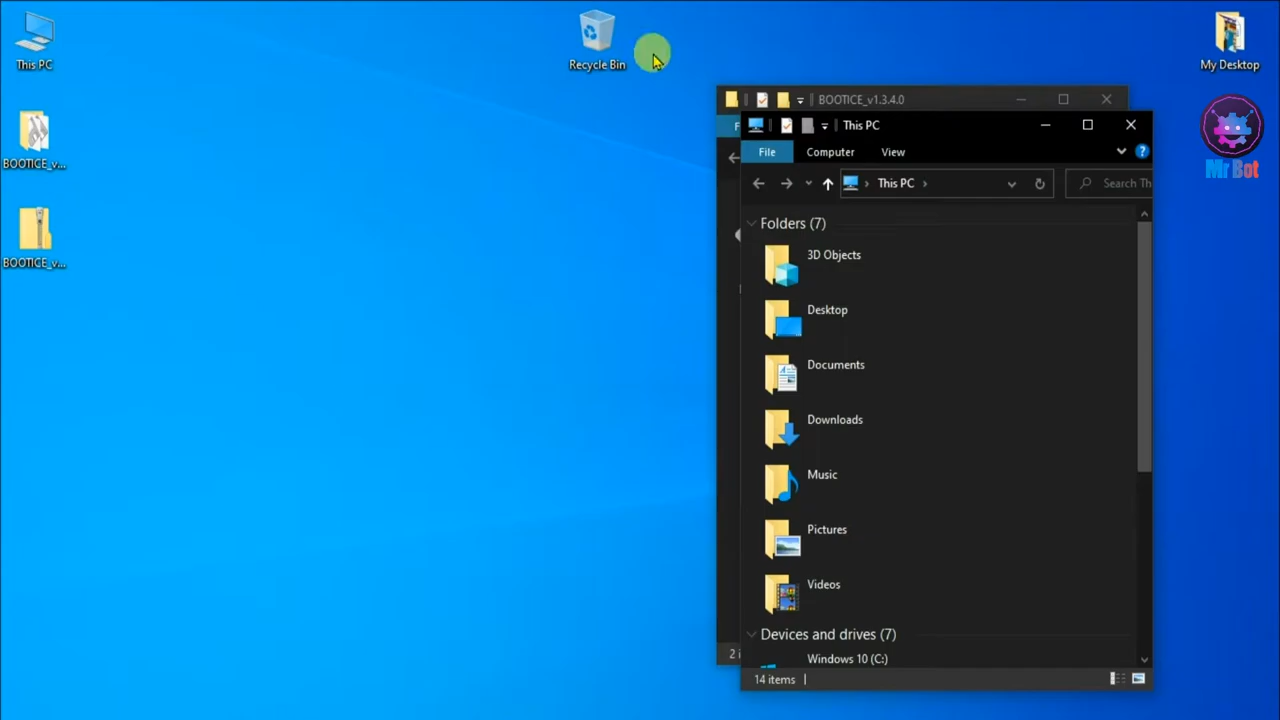 This PC
BOOTICE_v...
BOOTICE_v...
Recycle Bin
My Desktop
Mr Bot
BOOTICE_v1.3.4.0
F
2 i
This PC
File
Computer
View
This PC
Search Th
Folders (7)
3D Objects
Desktop
Documents
Downloads
Music
Pictures
Videos
Devices and drives (7)
Windows 10 (C:)
14 items